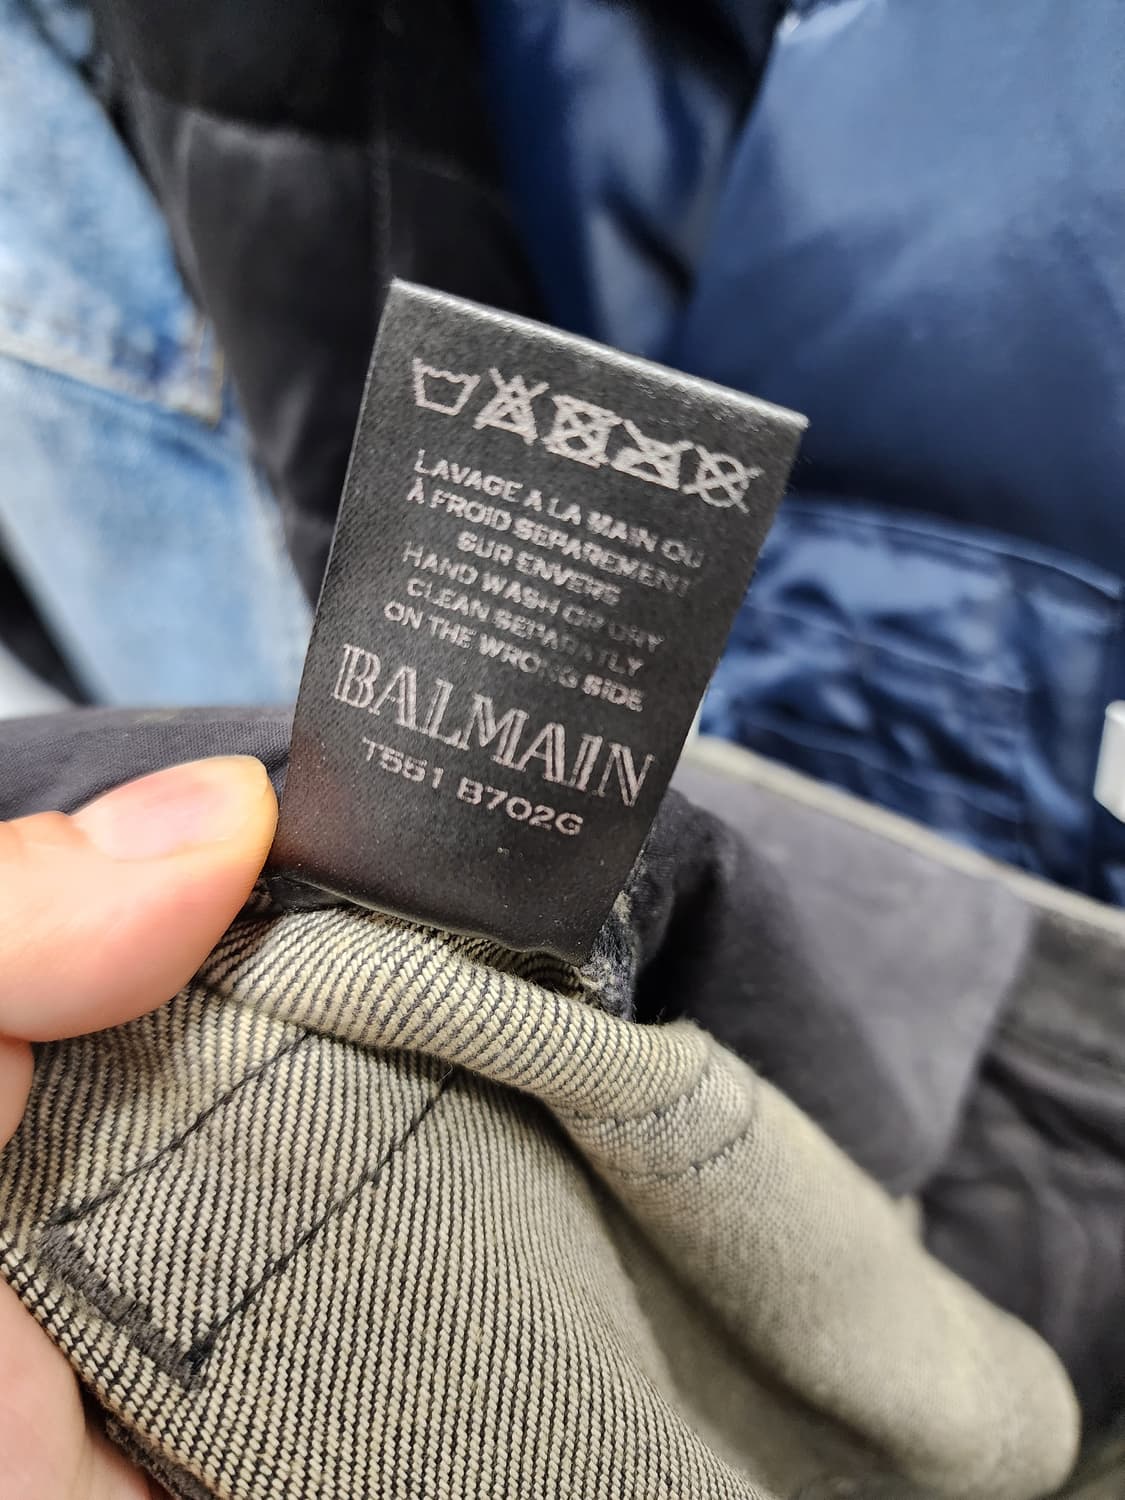 LAVAGE A LA MAIN OU
À FROID SEPAREMENT
SUR ENVERS
HAND WASH OR DRY
CLEAN SEPARATLY
ON THE WRONG SIDE
BALMAIN
T551 B702G